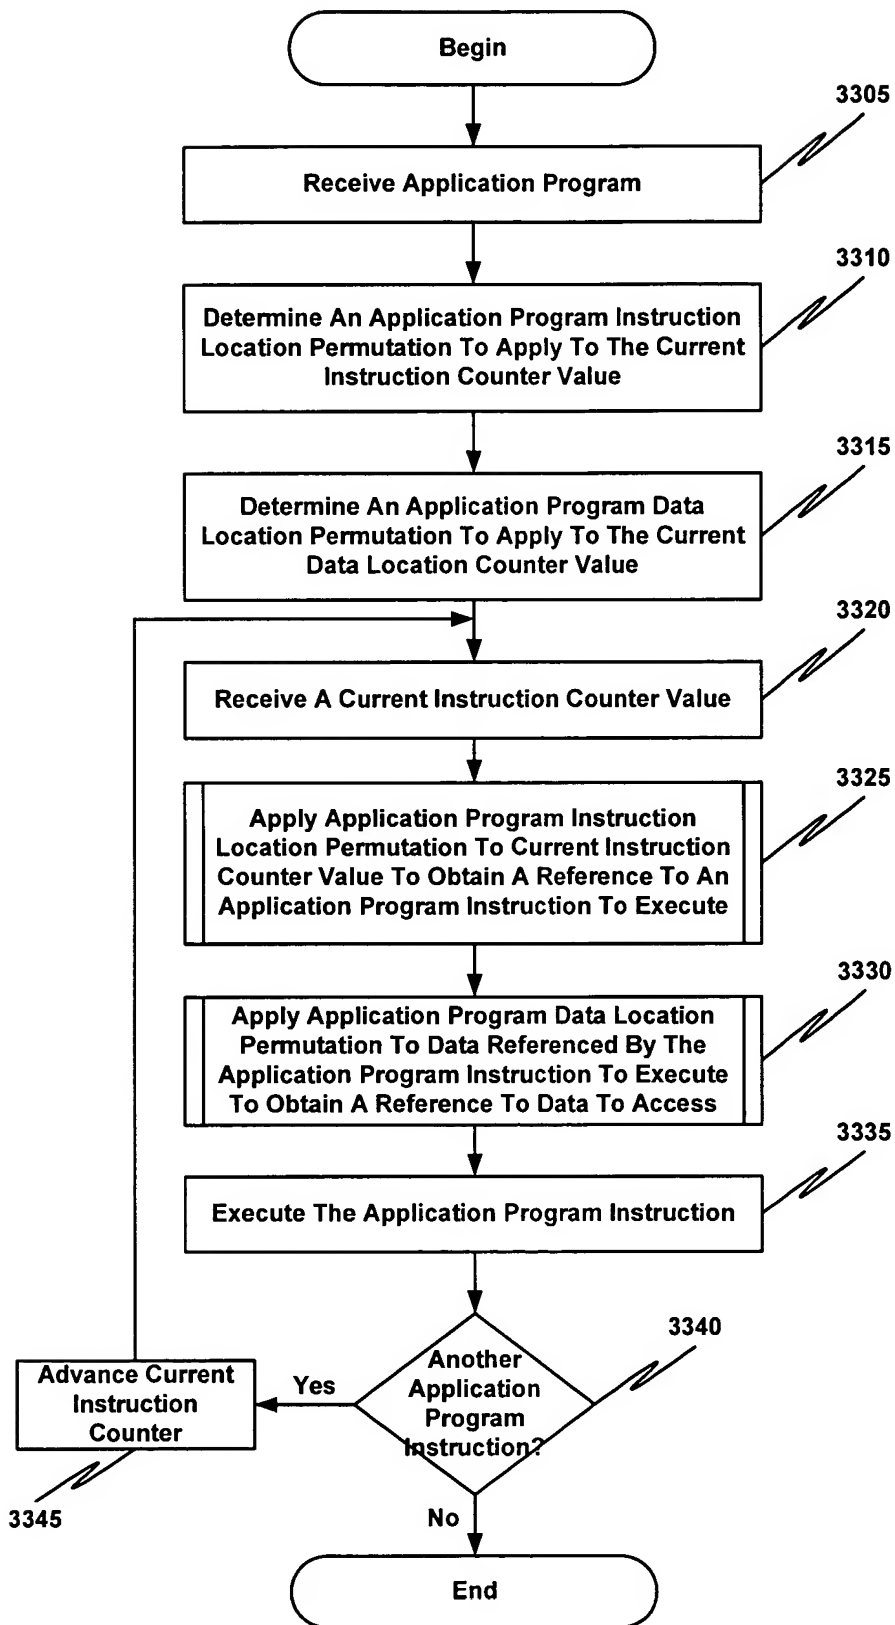 Begin
3305
Receive Application Program
3310
Determine An Application Program Instruction
Location Permutation To Apply To The Current
Instruction Counter Value
3315
Determine An Application Program Data
Location Permutation To Apply To The Current
Data Location Counter Value
3320
Receive A Current Instruction Counter Value
3325
Apply Application Program Instruction
Location Permutation To Current Instruction
Counter Value To Obtain A Reference To An
Application Program Instruction To Execute
3330
Apply Application Program Data Location
Permutation To Data Referenced By The
Application Program Instruction To Execute
To Obtain A Reference To Data To Access
3335
Execute The Application Program Instruction
3340
Another
Application
Program
Instruction?
Yes
Advance Current
Instruction
Counter
3345
No
End